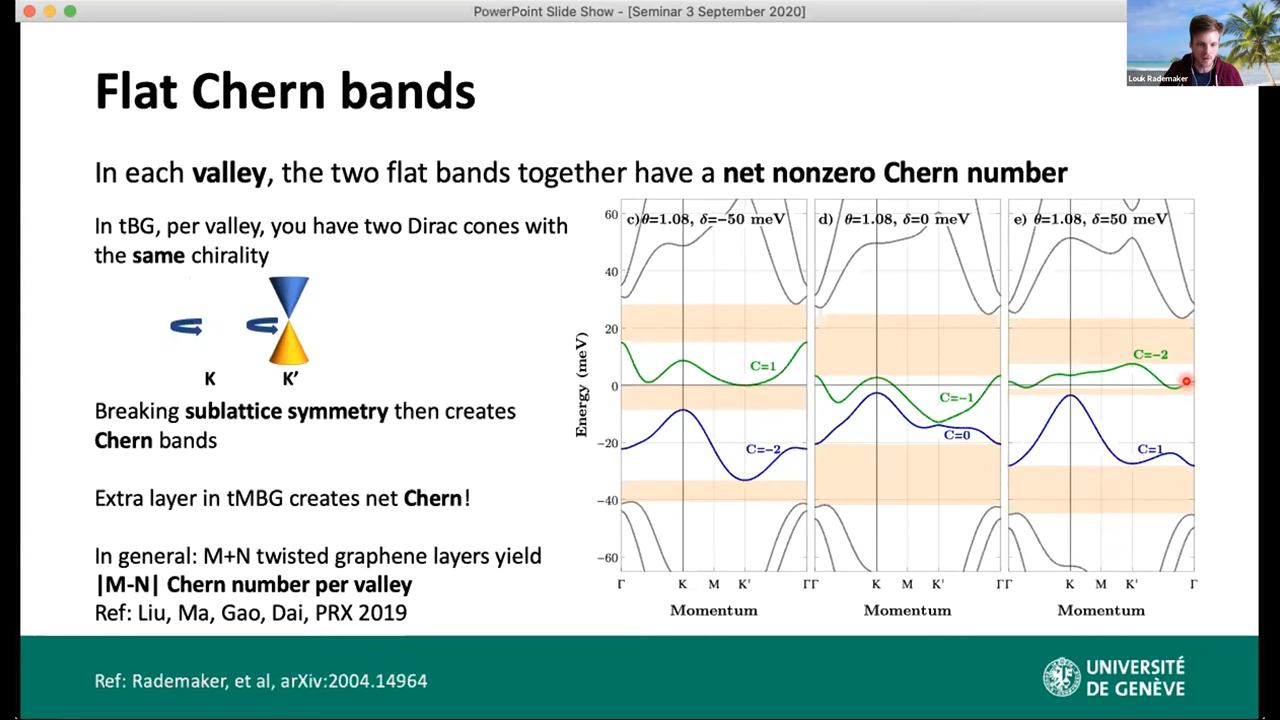 PowerPoint Slide Show - [Seminar 3 September 2020]
Louk Rademaker
Flat Chern bands
In each valley, the two flat bands together have a net nonzero Chern number
In tBG, per valley, you have two Dirac cones with
the same chirality
K
K’
Breaking sublattice symmetry then creates
Chern bands
Extra layer in tMBG creates net Chern!
In general: M+N twisted graphene layers yield
|M-N| Chern number per valley
Ref: Liu, Ma, Gao, Dai, PRX 2019
c) θ=1.08, δ=−50 meV
d) θ=1.08, δ=0 meV
e) θ=1.08, δ=50 meV
Energy (meV)
60
40
20
0
−20
−40
−60
C=1
C=−2
C=−1
C=0
C=−2
C=1
Γ K M K' Γ
Γ K M K' Γ
Γ K M K' Γ
Momentum
Momentum
Momentum
Ref: Rademaker, et al, arXiv:2004.14964
UNIVERSITÉ
DE GENÈVE